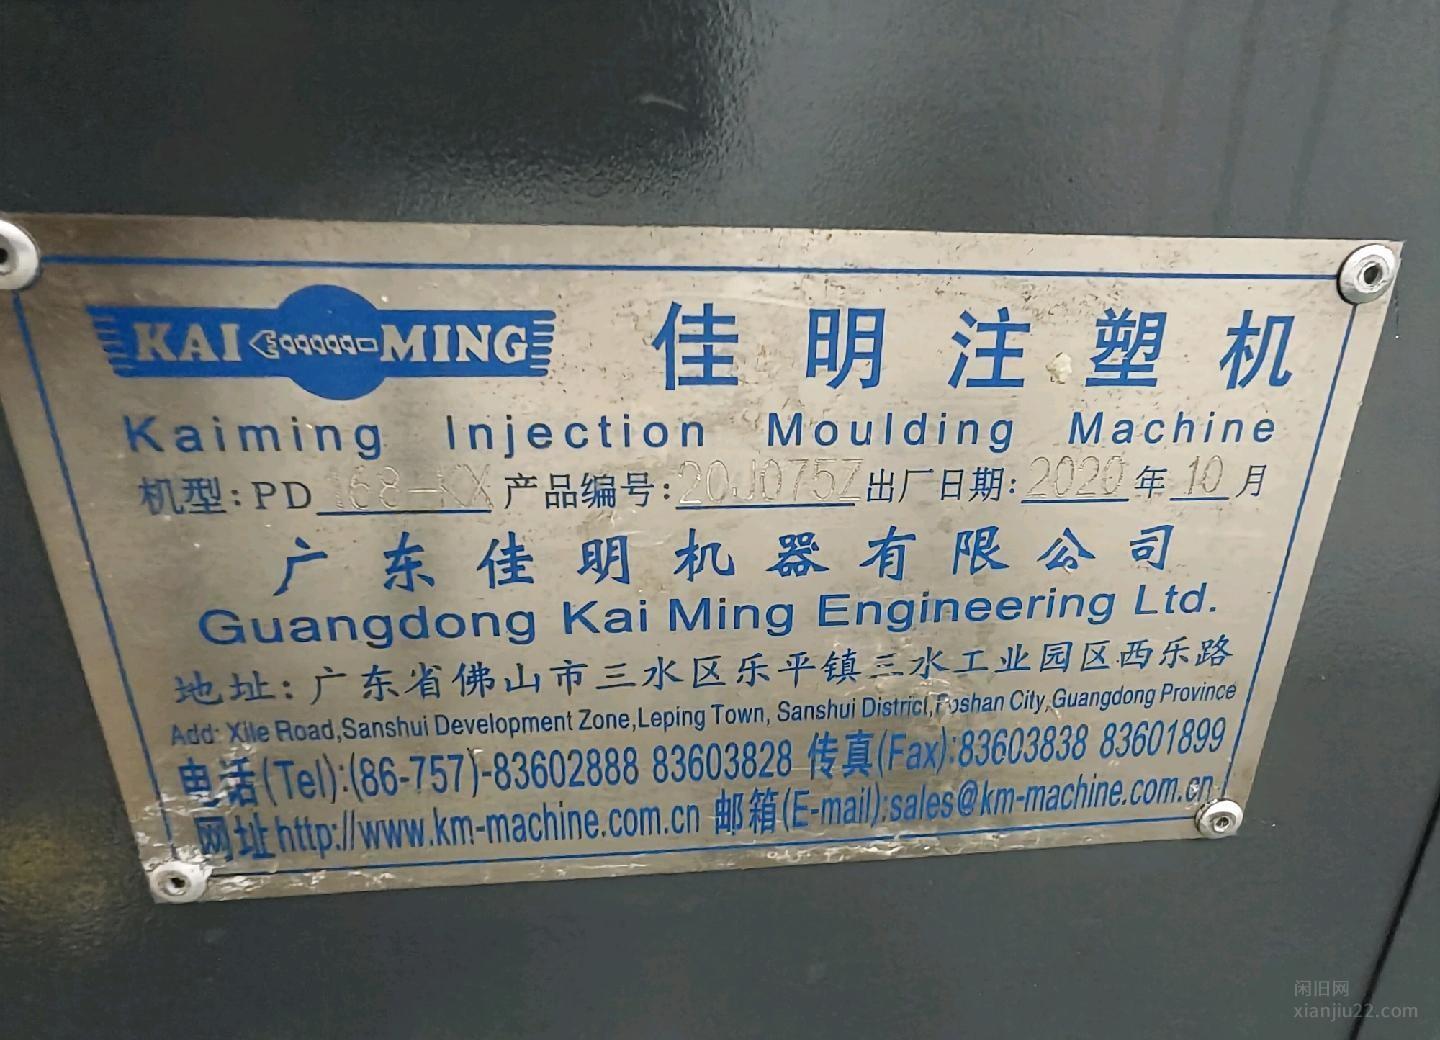 KAI MING 佳明注塑机
Kaiming Injection Moulding Machine
机型:PD 168-KX 产品编号:20J075Z 出厂日期:2020年10月
广东佳明机器有限公司
Guangdong Kai Ming Engineering Ltd.
地址:广东省佛山市三水区乐平镇三水工业园区西乐路
Add: Xile Road,Sanshui Development Zone,Leping Town, Sanshui District,Foshan City,Guangdong Province
电话(Tel):(86-757)-83602888 83603828 传真(Fax):83603838 83601899
网址http://www.km-machine.com.cn 邮箱(E-mail):sales@km-machine.com.cn
闲旧网
xianjiu22.com